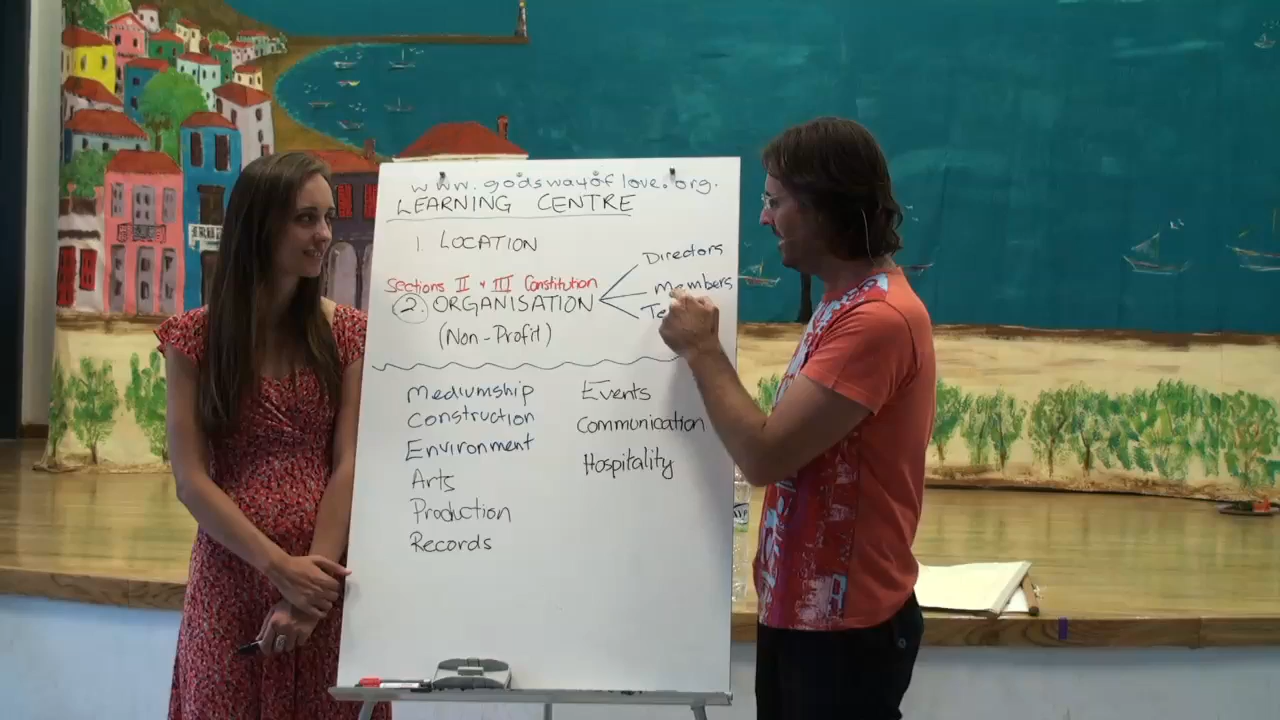 www.godswayoflove.org.
LEARNING CENTRE
1. LOCATION
Sections II + III Constitution
2. ORGANISATION
(Non-Profit)
Directors
Members
Mediumship
Construction
Environment
Arts
Production
Records
Events
Communication
Hospitality